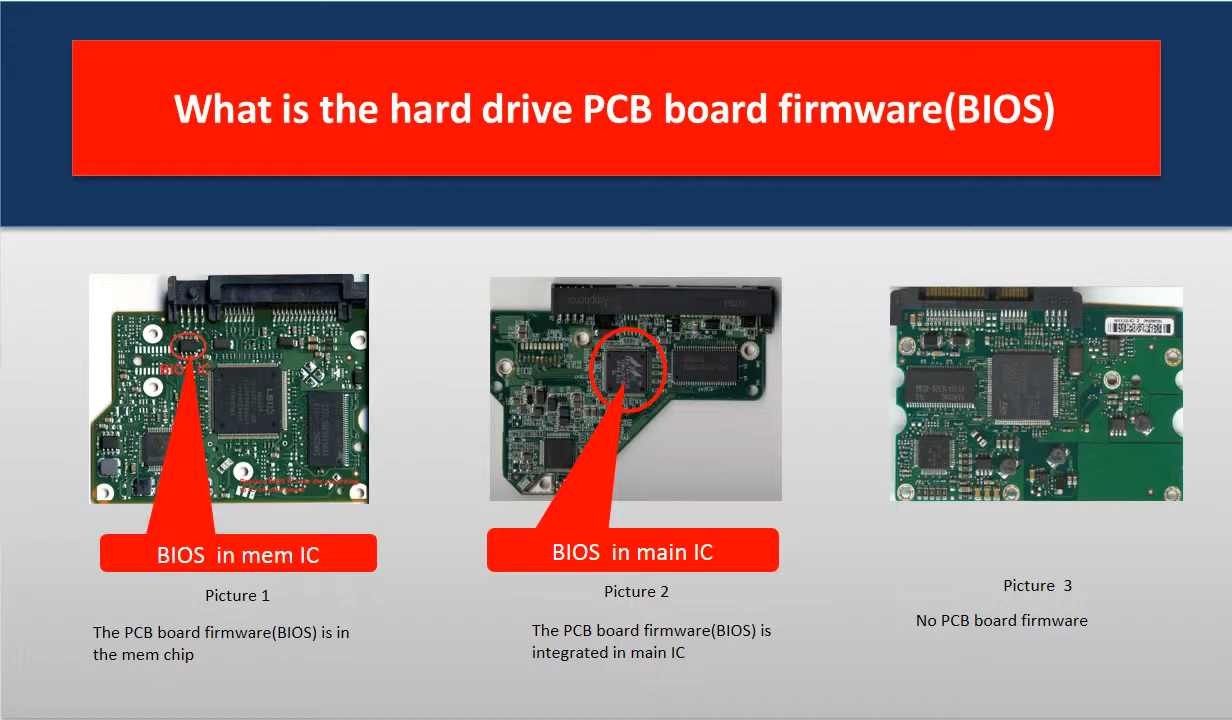 What is the hard drive PCB board firmware(BIOS)
Amphenol
BIOS IC
LSI
BIOS  in mem IC
BIOS  in main IC
Picture 1
Picture 2
Picture  3
The PCB board firmware(BIOS) is in
the mem chip
The PCB board firmware(BIOS) is
integrated in main IC
No PCB board firmware